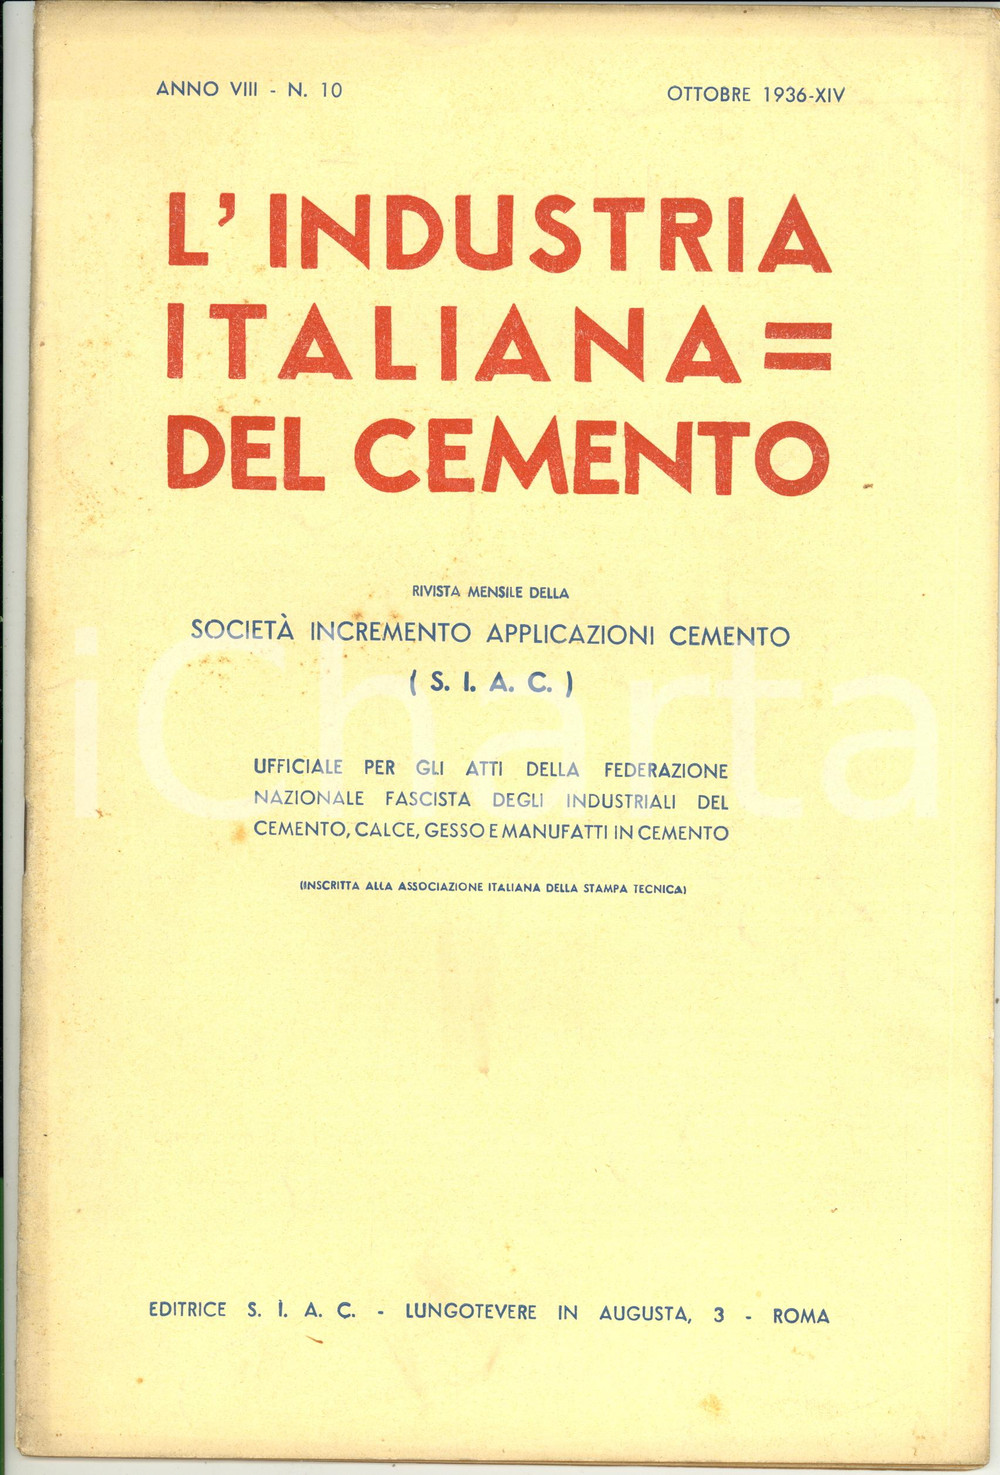 ANNO VIII - N. 10
OTTOBRE 1936-XIV
L'INDUSTRIA
ITALIANA =
DEL CEMENTO
RIVISTA MENSILE DELLA
SOCIETÀ INCREMENTO APPLICAZIONI CEMENTO
( S. I. A. C. )
UFFICIALE PER GLI ATTI DELLA FEDERAZIONE
NAZIONALE FASCISTA DEGLI INDUSTRIALI DEL
CEMENTO, CALCE, GESSO E MANUFATTI IN CEMENTO
(INSCRITTA ALLA ASSOCIAZIONE ITALIANA DELLA STAMPA TECNICA)
EDITRICE S. I. A. C. - LUNGOTEVERE IN AUGUSTA, 3 - ROMA
iCharta